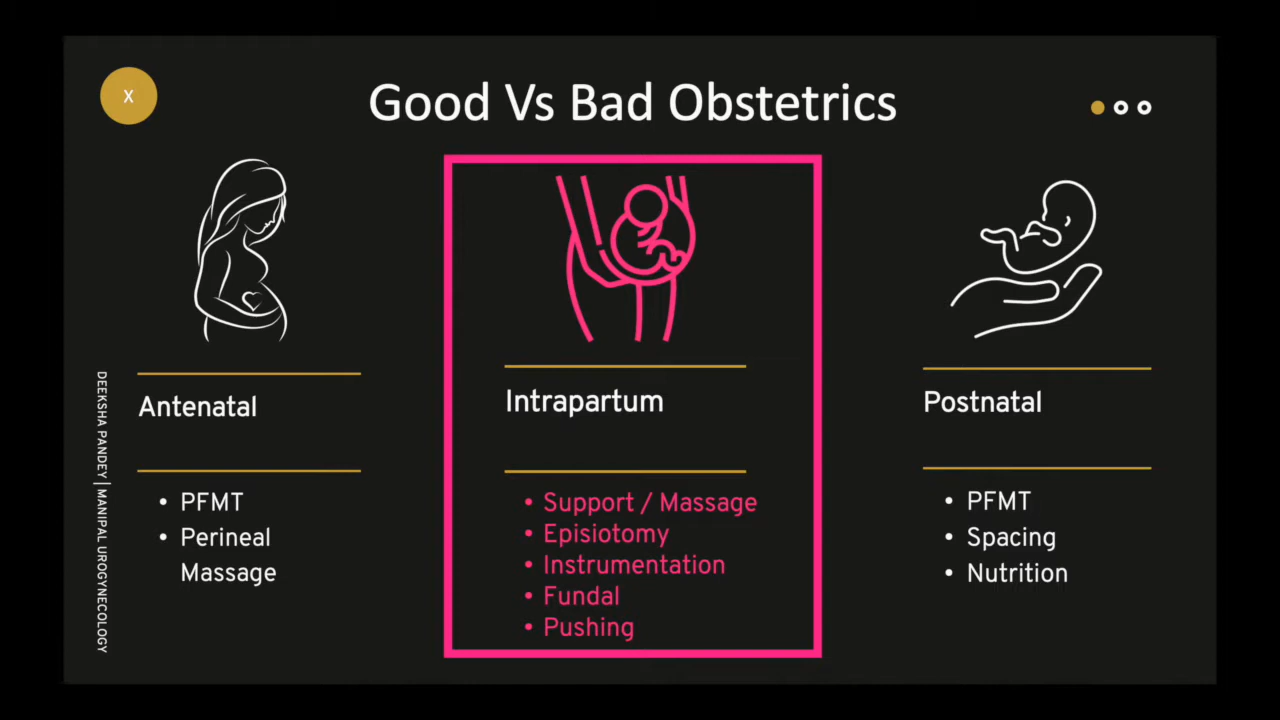 X
Good Vs Bad Obstetrics
Antenatal
• PFMT
• Perineal
Massage
Intrapartum
• Support / Massage
• Episiotomy
• Instrumentation
• Fundal
• Pushing
Postnatal
• PFMT
• Spacing
• Nutrition
DEEKSHA PANDEY | MANIPAL UROGYNECOLOGY